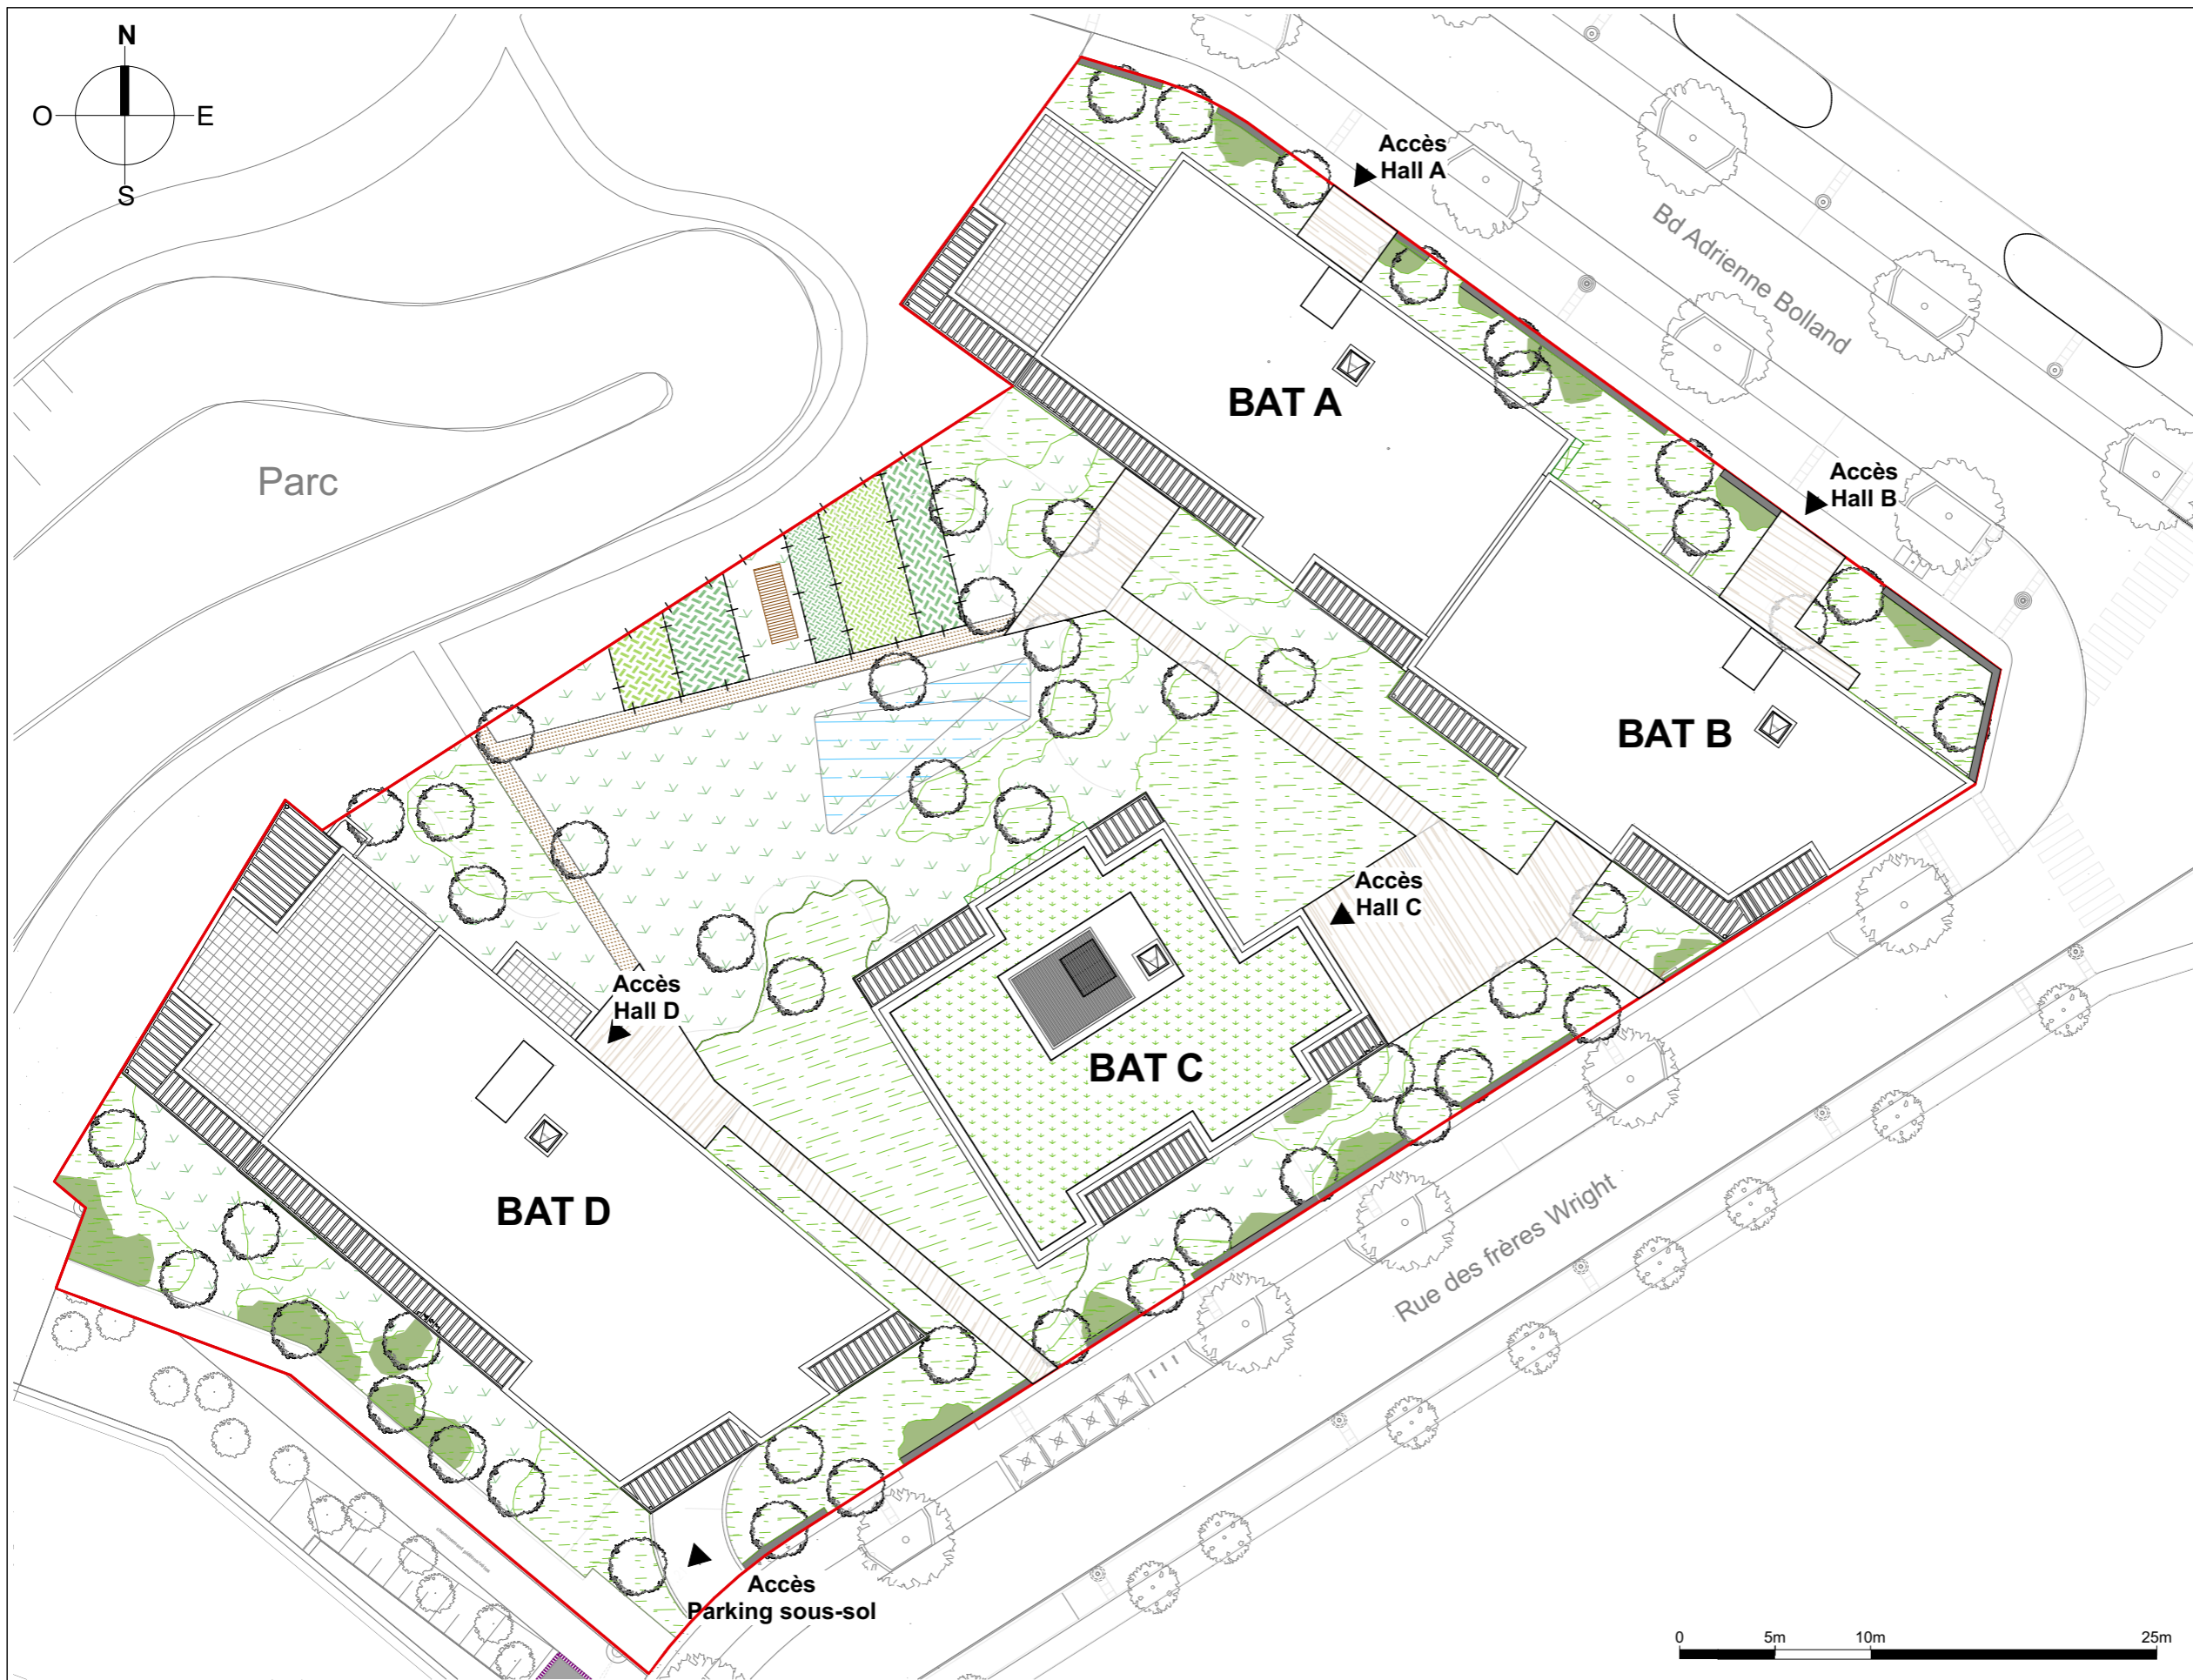 N
O
E
S
Accès
Hall A
Bd Adrienne Bolland
BAT A
Accès
Hall B
Parc
BAT B
Accès
Hall C
Accès
Hall D
BAT C
BAT D
Rue des frères Wright
Accès
Parking sous-sol
0
5m
10m
25m